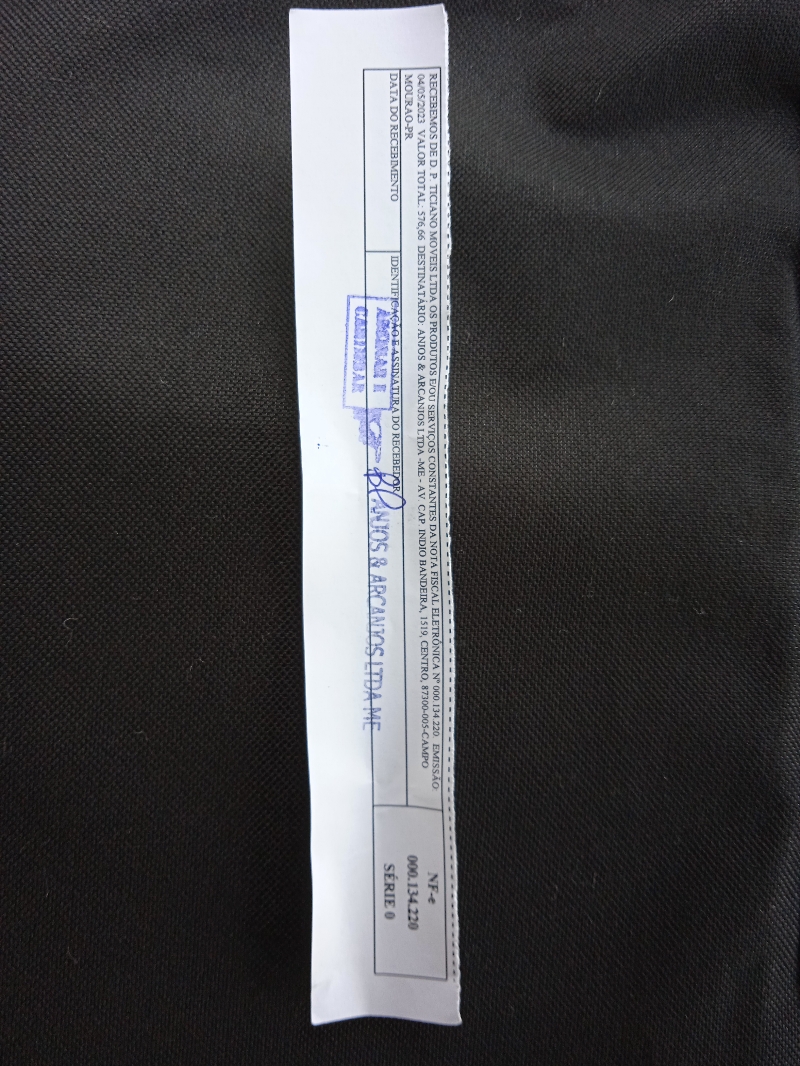 RECEBEMOS DE D. P. TICIANO MOVEIS LTDA OS PRODUTOS E/OU SERVIÇOS CONSTANTES DA NOTA FISCAL ELETRÔNICA Nº 000.134.220 EMISSÃO:
04/05/2023 VALOR TOTAL: 576,66 DESTINATÁRIO: ANJOS & ARCANJOS LTDA -ME - AV. CAP. INDIO BANDEIRA, 1519, CENTRO, 87300-005-CAMPO
MOURAO-PR
DATA DO RECEBIMENTO
IDENTIFICAÇÃO E ASSINATURA DO RECEBEDOR
ANJOS & ARCANJOS LTDA ME
NF-e
000.134.220
SÉRIE 0